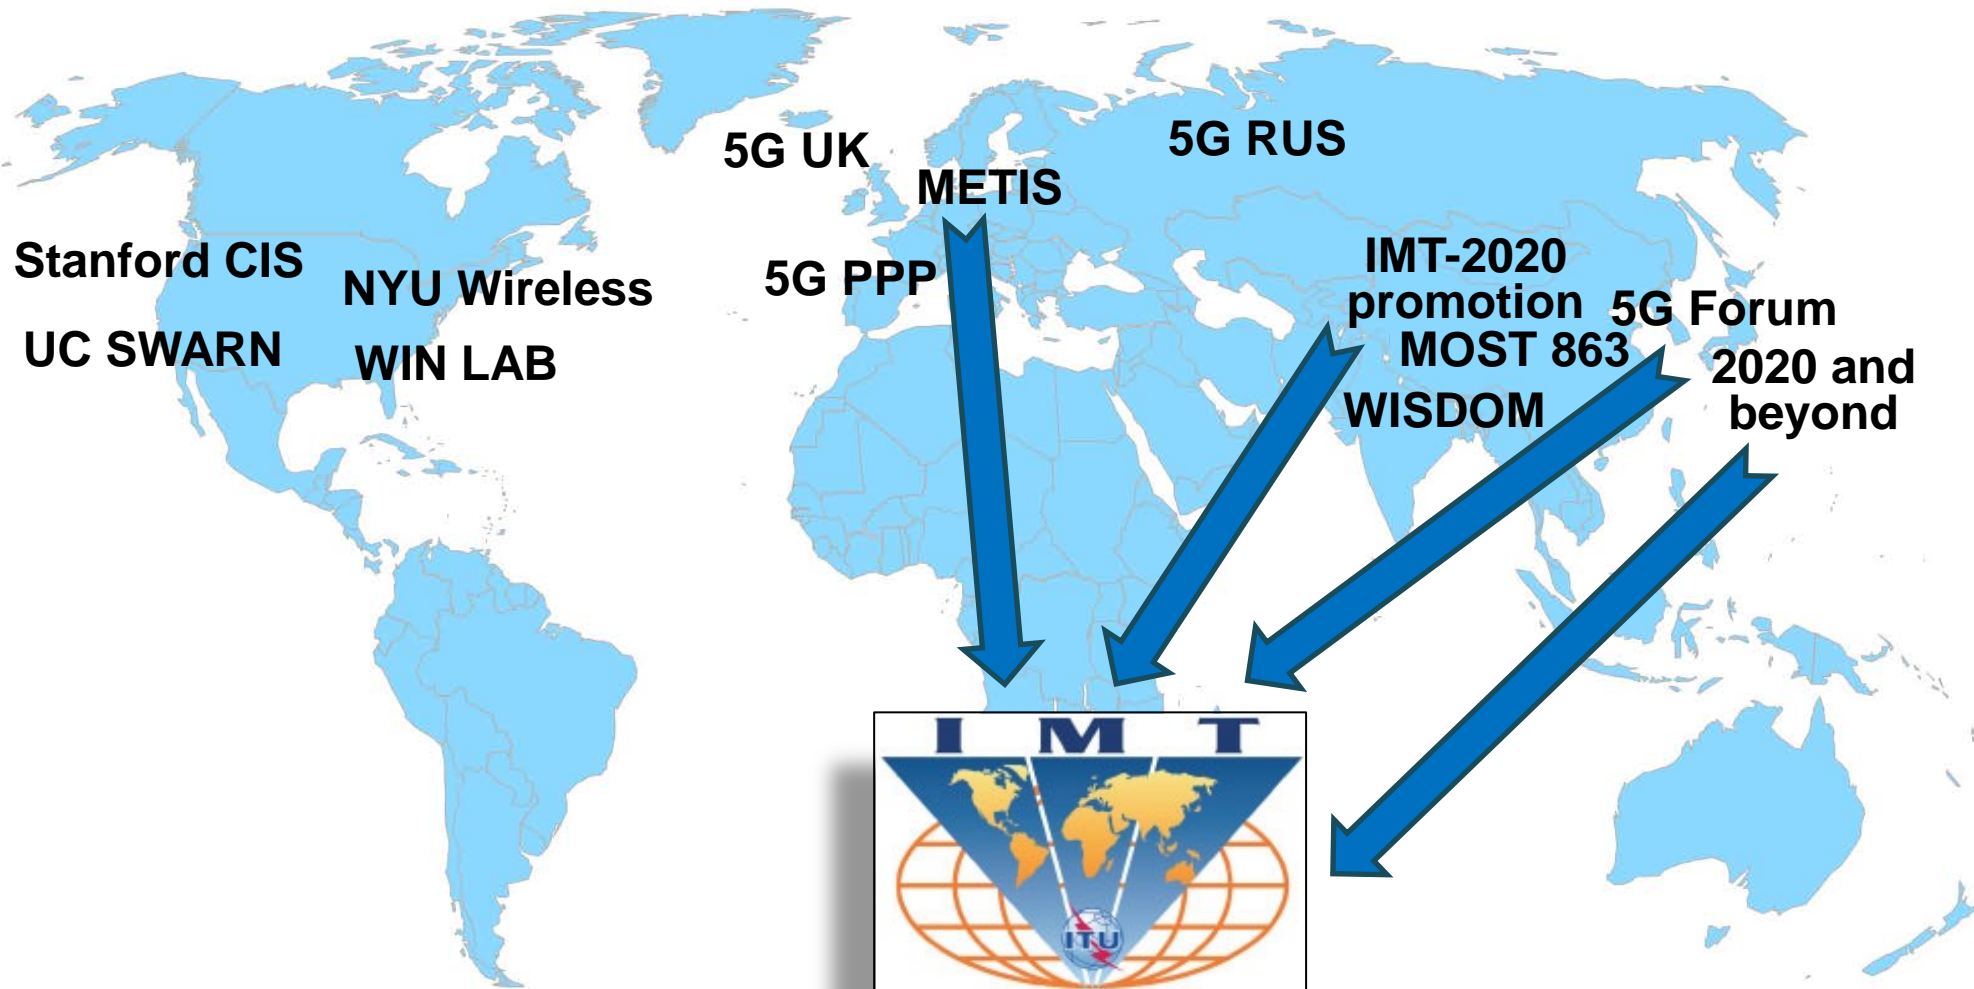 5G UK
METIS
5G RUS
Stanford CIS
NYU Wireless
UC SWARN
WIN LAB
5G PPP
IMT-2020
promotion
MOST 863
WISDOM
5G Forum
2020 and
beyond
I M T
ITU